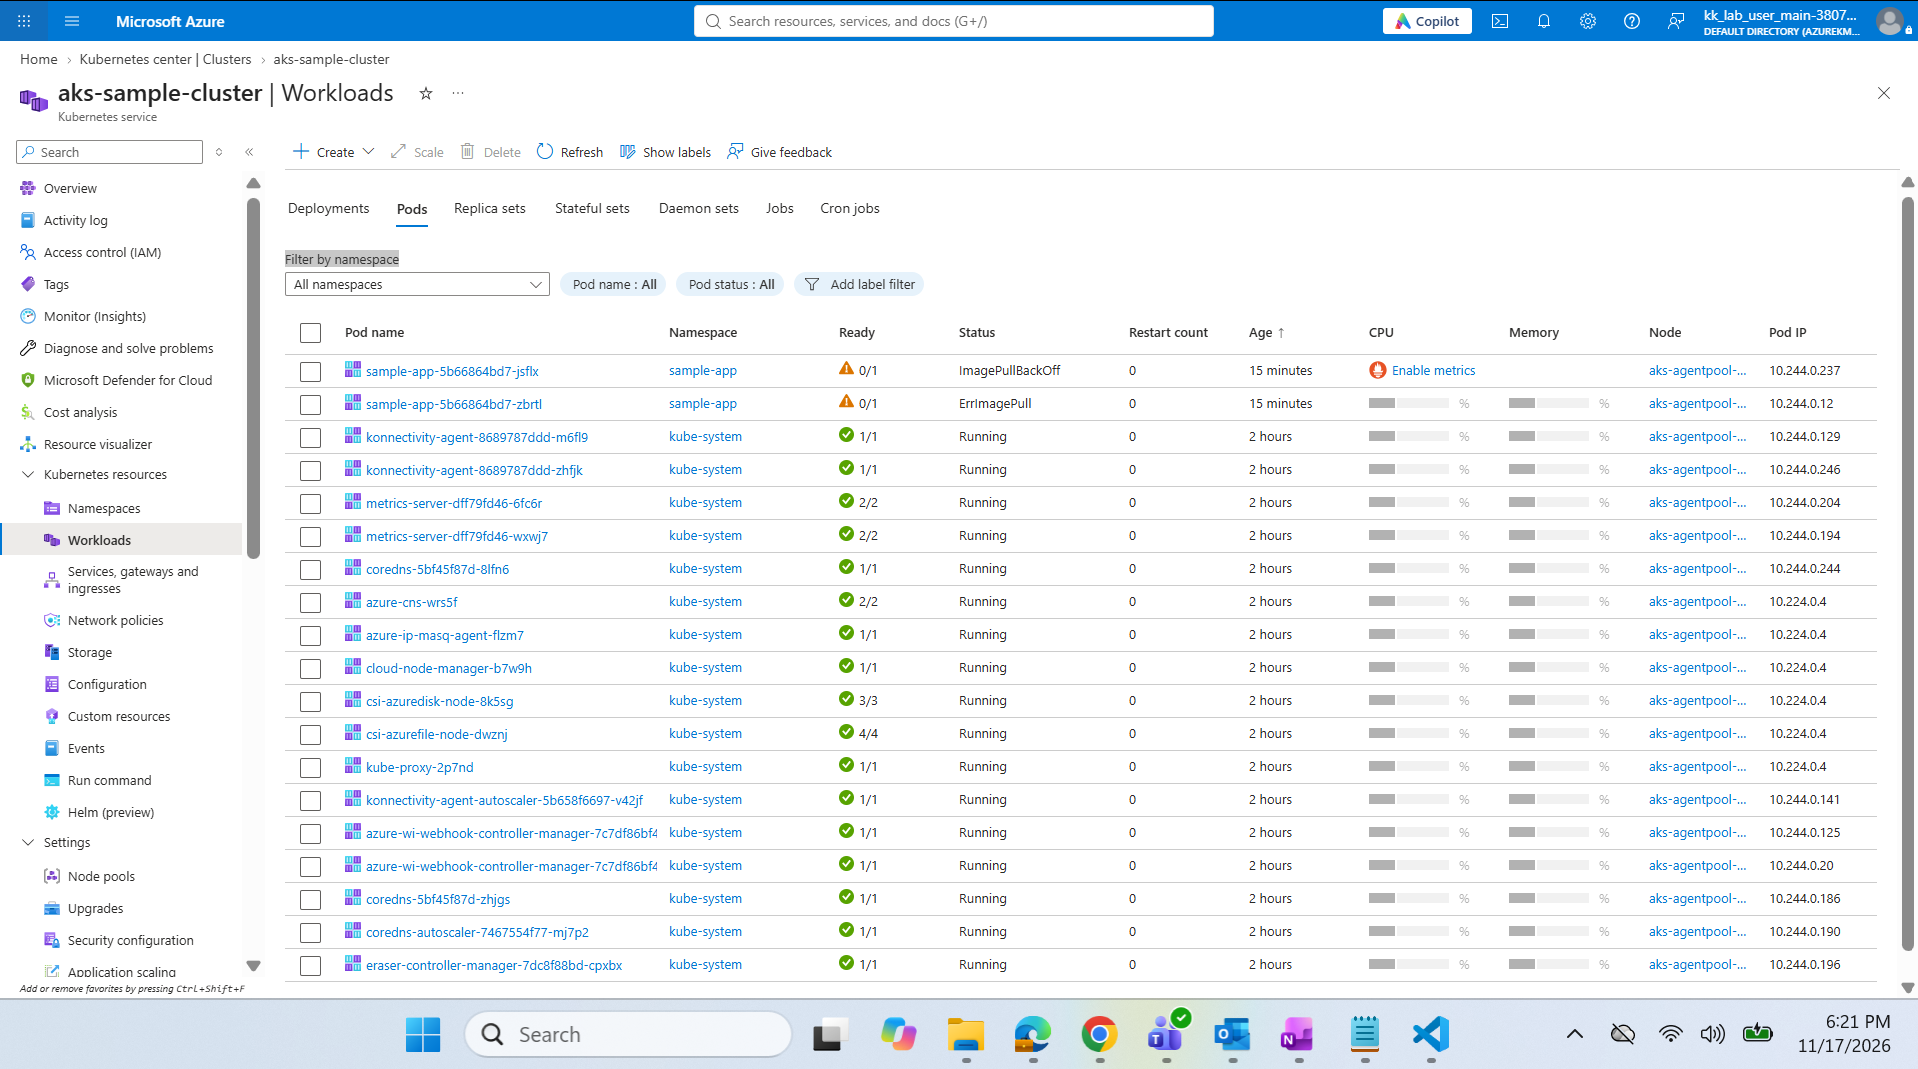 Microsoft Azure
Search resources, services, and docs (G+/)
Copilot
kk_lab_user_main-3807...
DEFAULT DIRECTORY (AZUREKM...
Home > Kubernetes center | Clusters > aks-sample-cluster
aks-sample-cluster | Workloads
Kubernetes service
Search
Create Scale Delete Refresh Show labels Give feedback
Overview
Activity log
Access control (IAM)
Tags
Monitor (Insights)
Diagnose and solve problems
Microsoft Defender for Cloud
Cost analysis
Resource visualizer
Kubernetes resources
Namespaces
Workloads
Services, gateways and
ingresses
Network policies
Storage
Configuration
Custom resources
Events
Run command
Helm (preview)
Settings
Node pools
Upgrades
Security configuration
Application scaling
Add or remove favorites by pressing Ctrl+Shift+F
Deployments Pods Replica sets Stateful sets Daemon sets Jobs Cron jobs
Filter by namespace
All namespaces Pod name : All Pod status : All Add label filter
Pod name Namespace Ready Status Restart count Age ↑ CPU Memory Node Pod IP
sample-app-5b66864bd7-jsflx sample-app 0/1 ImagePullBackOff 0 15 minutes Enable metrics aks-agentpool-... 10.244.0.237
sample-app-5b66864bd7-zbrtl sample-app 0/1 ErrImagePull 0 15 minutes % % aks-agentpool-... 10.244.0.12
konnectivity-agent-8689787ddd-m6fl9 kube-system 1/1 Running 0 2 hours % % aks-agentpool-... 10.244.0.129
konnectivity-agent-8689787ddd-zhfjk kube-system 1/1 Running 0 2 hours % % aks-agentpool-... 10.244.0.246
metrics-server-dff79fd46-6fc6r kube-system 2/2 Running 0 2 hours % % aks-agentpool-... 10.244.0.204
metrics-server-dff79fd46-wxwj7 kube-system 2/2 Running 0 2 hours % % aks-agentpool-... 10.244.0.194
coredns-5bf45f87d-8lfn6 kube-system 1/1 Running 0 2 hours % % aks-agentpool-... 10.244.0.244
azure-cns-wrs5f kube-system 2/2 Running 0 2 hours % % aks-agentpool-... 10.224.0.4
azure-ip-masq-agent-flzm7 kube-system 1/1 Running 0 2 hours % % aks-agentpool-... 10.224.0.4
cloud-node-manager-b7w9h kube-system 1/1 Running 0 2 hours % % aks-agentpool-... 10.224.0.4
csi-azuredisk-node-8k5sg kube-system 3/3 Running 0 2 hours % % aks-agentpool-... 10.224.0.4
csi-azurefile-node-dwznj kube-system 4/4 Running 0 2 hours % % aks-agentpool-... 10.224.0.4
kube-proxy-2p7nd kube-system 1/1 Running 0 2 hours % % aks-agentpool-... 10.224.0.4
konnectivity-agent-autoscaler-5b658f6697-v42jf kube-system 1/1 Running 0 2 hours % % aks-agentpool-... 10.244.0.141
azure-wi-webhook-controller-manager-7c7df86bf4 kube-system 1/1 Running 0 2 hours % % aks-agentpool-... 10.244.0.125
azure-wi-webhook-controller-manager-7c7df86bf4 kube-system 1/1 Running 0 2 hours % % aks-agentpool-... 10.244.0.20
coredns-5bf45f87d-zhjgs kube-system 1/1 Running 0 2 hours % % aks-agentpool-... 10.244.0.186
coredns-autoscaler-7467554f77-mj7p2 kube-system 1/1 Running 0 2 hours % % aks-agentpool-... 10.244.0.190
eraser-controller-manager-7dc8f88bd-cpxbx kube-system 1/1 Running 0 2 hours % % aks-agentpool-... 10.244.0.196
Search
6:21 PM
11/17/2026